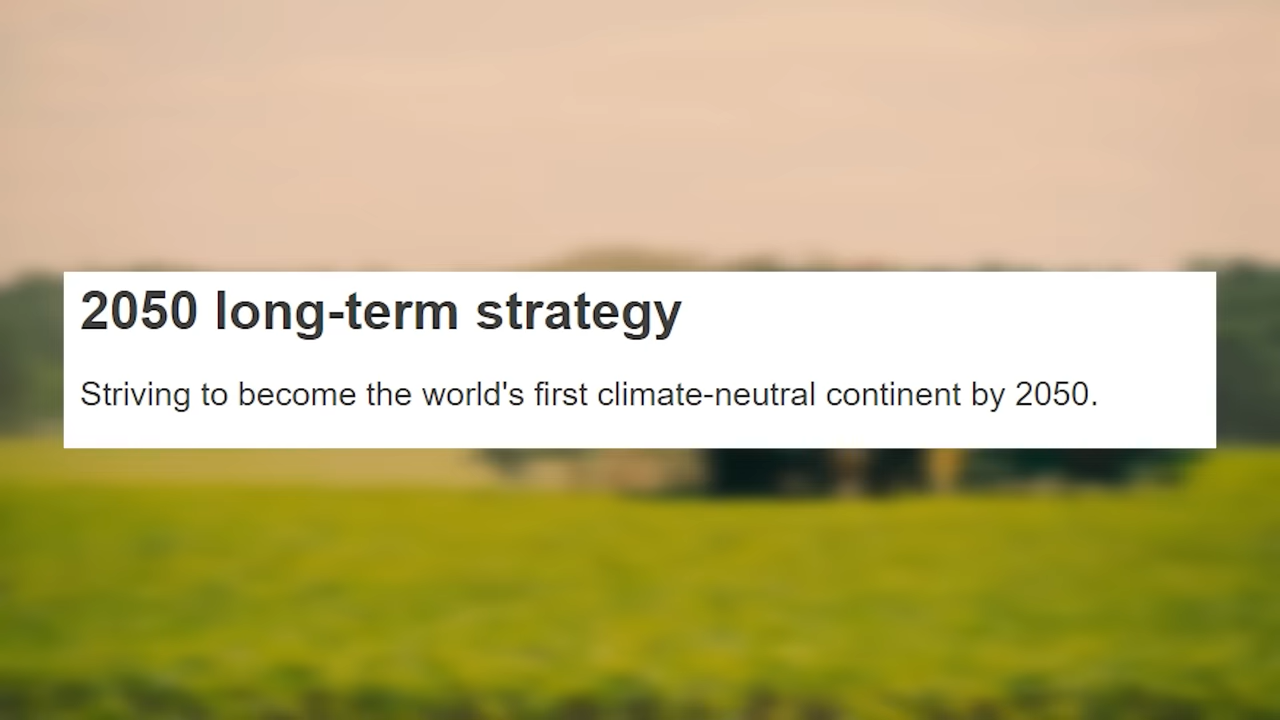 2050 long-term strategy
Striving to become the world's first climate-neutral continent by 2050.